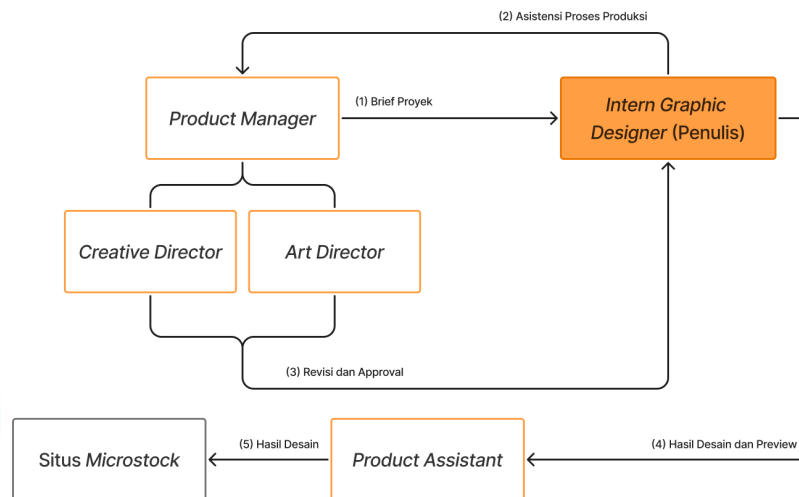 (2) Asistensi Proses Produksi
Product Manager
(1) Brief Proyek
Intern Graphic
Designer (Penulis)
Creative Director
Art Director
(3) Revisi dan Approval
Situs Microstock
(5) Hasil Desain
Product Assistant
(4) Hasil Desain dan Preview